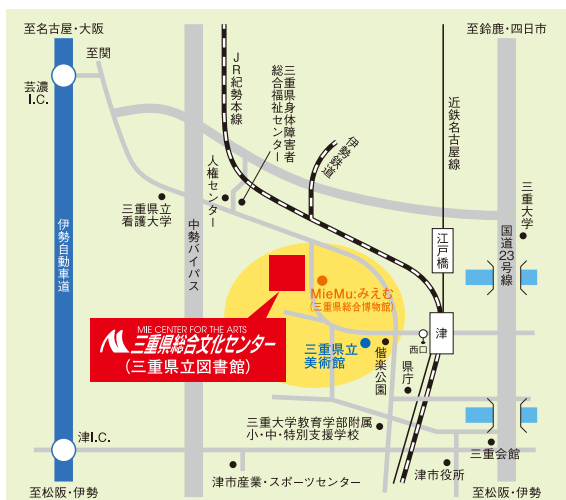 至名古屋・大阪
至鈴鹿・四日市
至関
芸濃
I.C.
JR紀勢本線
三重県身体障害者
総合福祉センター
伊勢鉄道
近鉄名古屋線
人権センター
三重県立
看護大学
三重大学
江戸橋
国道23号線
伊勢自動車道
中勢バイパス
MieMu:みえむ
(三重県総合博物館)
MIE CENTER FOR THE ARTS
三重県総合文化センター
(三重県立図書館)
津
西口
三重県立
美術館
偕楽公園
県庁
三重大学教育学部附属
小・中・特別支援学校
津I.C.
三重会館
津市産業・スポーツセンター
津市役所
至松阪・伊勢
至松阪・伊勢